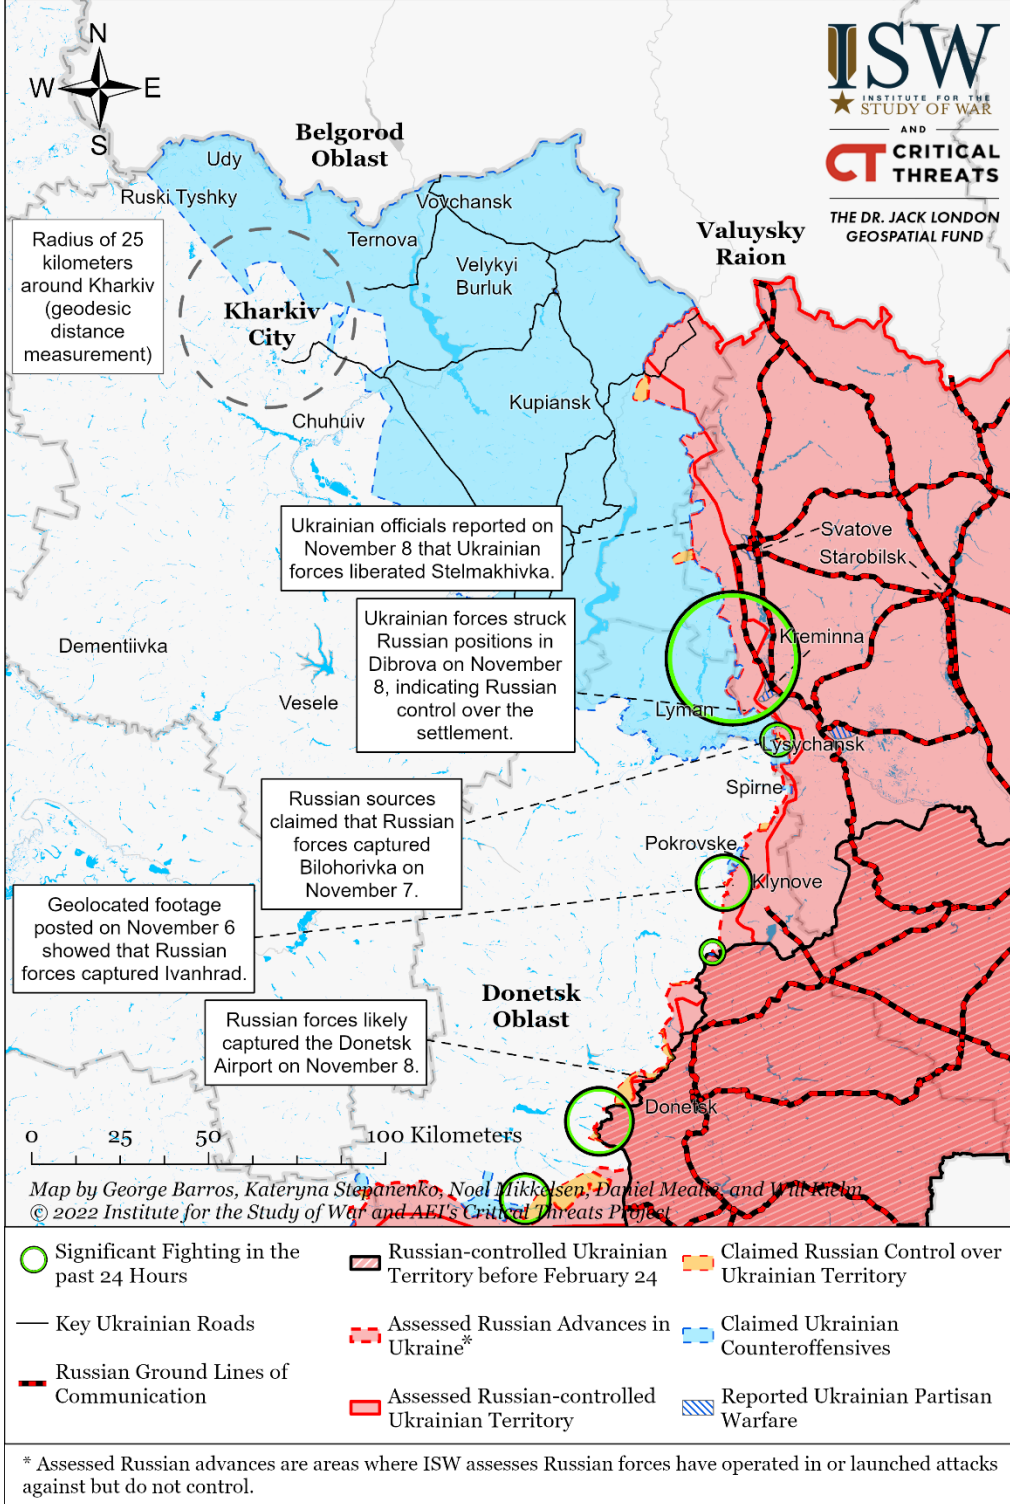 N
W E
S
ISW
INSTITUTE FOR THE
STUDY OF WAR
AND
CT CRITICAL
THREATS
THE DR. JACK LONDON
GEOSPATIAL FUND
Belgorod
Oblast
Udy
Ruski Tyshky
Vovchansk
Ternova
Valuysky
Raion
Radius of 25
kilometers
around Kharkiv
(geodesic
distance
measurement)
Velykyi
Burluk
Kharkiv
City
Kupiansk
Chuhuiv
Ukrainian officials reported on
November 8 that Ukrainian
forces liberated Stelmakhivka.
Svatove
Starobilsk
Ukrainian forces struck
Russian positions in
Dibrova on November
8, indicating Russian
control over the
settlement.
Kreminna
Dementiivka
Vesele
Lyman
Lysychansk
Spirne
Russian sources
claimed that Russian
forces captured
Bilohorivka on
November 7.
Pokrovske
Klynove
Geolocated footage
posted on November 6
showed that Russian
forces captured Ivanhrad.
Donetsk
Oblast
Russian forces likely
captured the Donetsk
Airport on November 8.
Donetsk
0 25 50 100 Kilometers
Map by George Barros, Kateryna Stepanenko, Noel Mikkelsen, Daniel Mealie, and Will Kielm
© 2022 Institute for the Study of War and AEI's Critical Threats Project
Significant Fighting in the
past 24 Hours
Key Ukrainian Roads
Russian Ground Lines of
Communication
Russian-controlled Ukrainian
Territory before February 24
Assessed Russian Advances in
Ukraine*
Assessed Russian-controlled
Ukrainian Territory
Claimed Russian Control over
Ukrainian Territory
Claimed Ukrainian
Counteroffensives
Reported Ukrainian Partisan
Warfare
* Assessed Russian advances are areas where ISW assesses Russian forces have operated in or launched attacks
against but do not control.